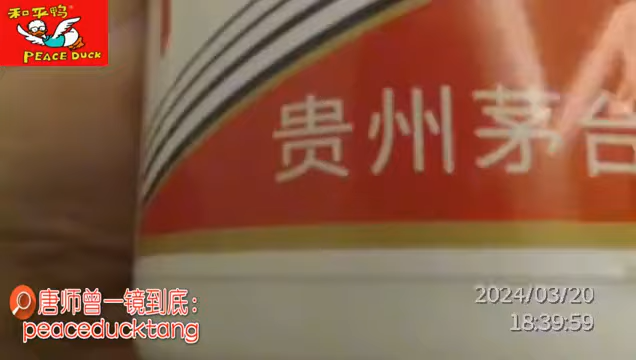 和平鸭®
PEACE DUCK
贵州茅台
唐师曾一镜到底:
peaceducktang
2024/03/20
18:39:59